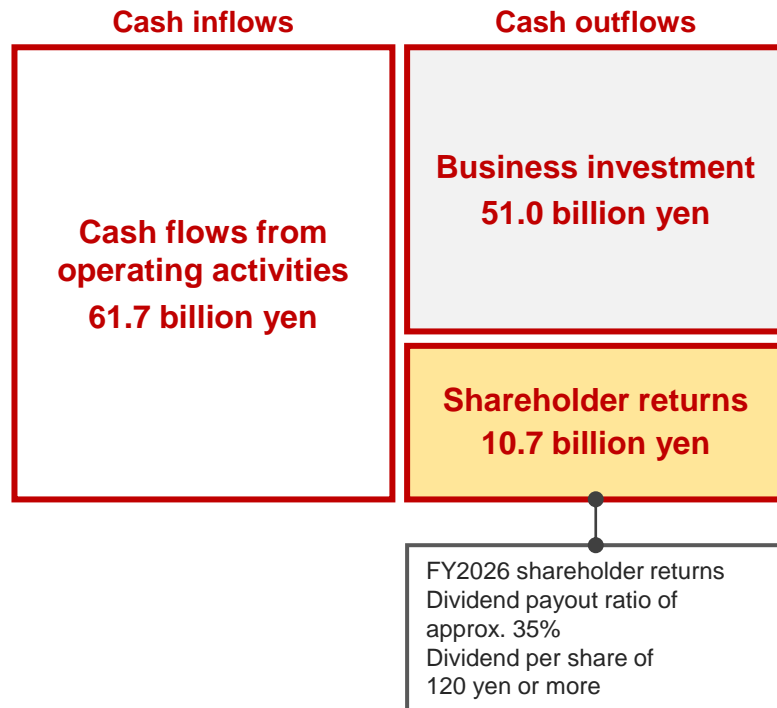 Cash inflows
Cash outflows
Cash flows from
operating activities
61.7 billion yen
Business investment
51.0 billion yen
Shareholder returns
10.7 billion yen
FY2026 shareholder returns
Dividend payout ratio of
approx. 35%
Dividend per share of
120 yen or more